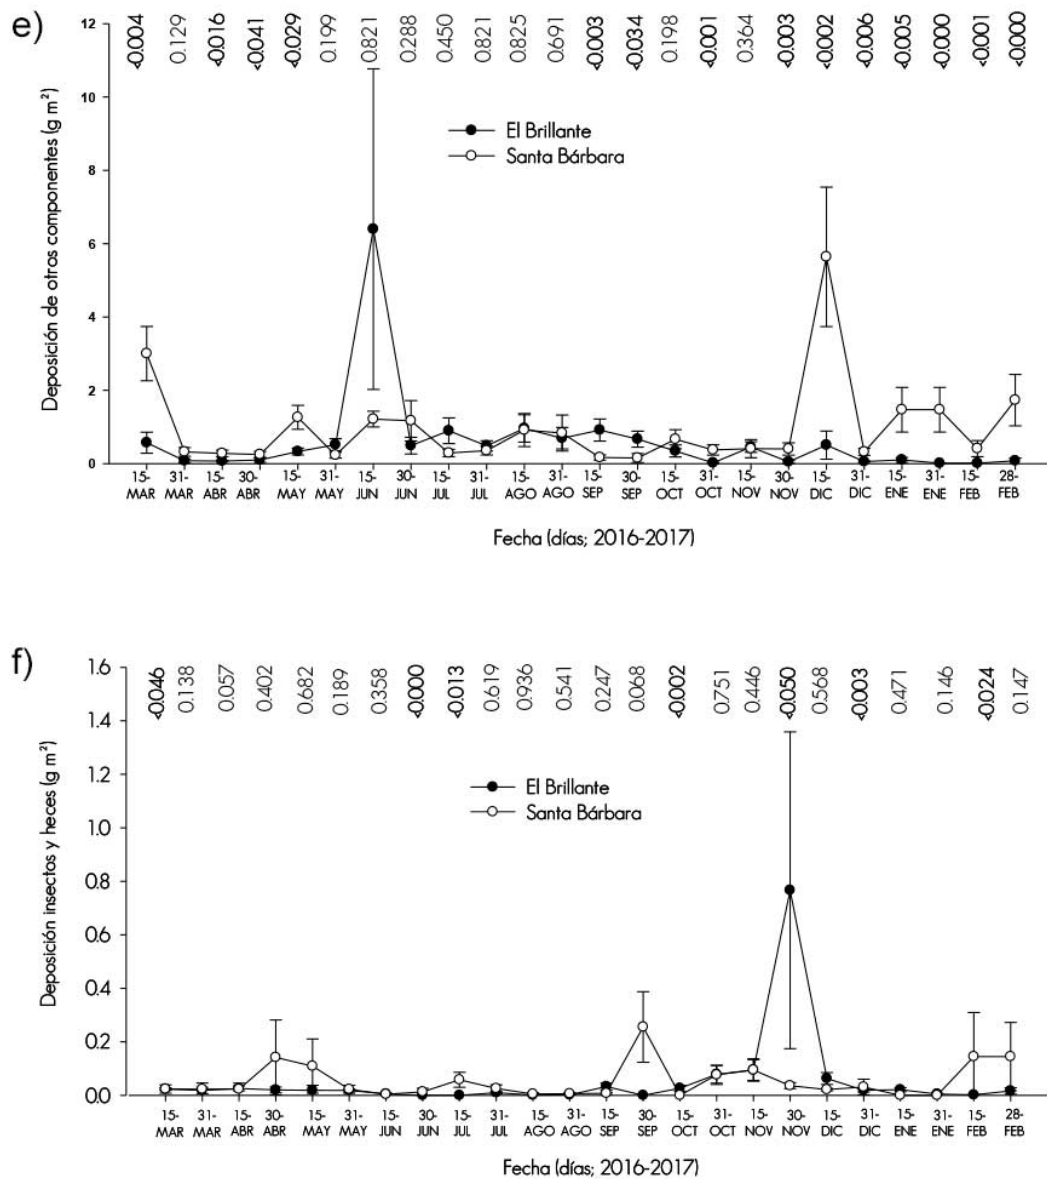 e)
<0.004 0.129 <0.016 <0.041 <0.029 0.199 0.821 0.288 0.450 0.821 0.825 0.691 <0.003 <0.034 0.198 <0.001 0.364 <0.003 <0.002 <0.006 <0.005 <0.000 <0.001 <0.000
12
10
8
6
4
2
0
Deposición de otros componentes (g m²)
El Brillante
Santa Bárbara
15- 31- 15- 30- 15- 31- 15- 30- 15- 31- 15- 31- 15- 30- 15- 31- 15- 30- 15- 31- 15- 31- 15- 28-
MAR MAR ABR ABR MAY MAY JUN JUN JUL JUL AGO AGO SEP SEP OCT OCT NOV NOV DIC DIC ENE ENE FEB FEB
Fecha (días; 2016-2017)
f)
<0.046 0.138 0.057 0.402 0.682 0.189 0.358 <0.000 <0.013 0.619 0.936 0.541 0.247 0.068 <0.002 0.751 0.446 <0.050 0.568 <0.003 0.471 0.146 <0.024 0.147
1.6
1.4
1.2
1.0
0.8
0.6
0.4
0.2
0.0
Deposición insectos y heces (g m²)
El Brillante
Santa Bárbara
15- 31- 15- 30- 15- 31- 15- 30- 15- 31- 15- 31- 15- 30- 15- 31- 15- 30- 15- 31- 15- 31- 15- 28-
MAR MAR ABR ABR MAY MAY JUN JUN JUL JUL AGO AGO SEP SEP OCT OCT NOV NOV DIC DIC ENE ENE FEB FEB
Fecha (días; 2016-2017)